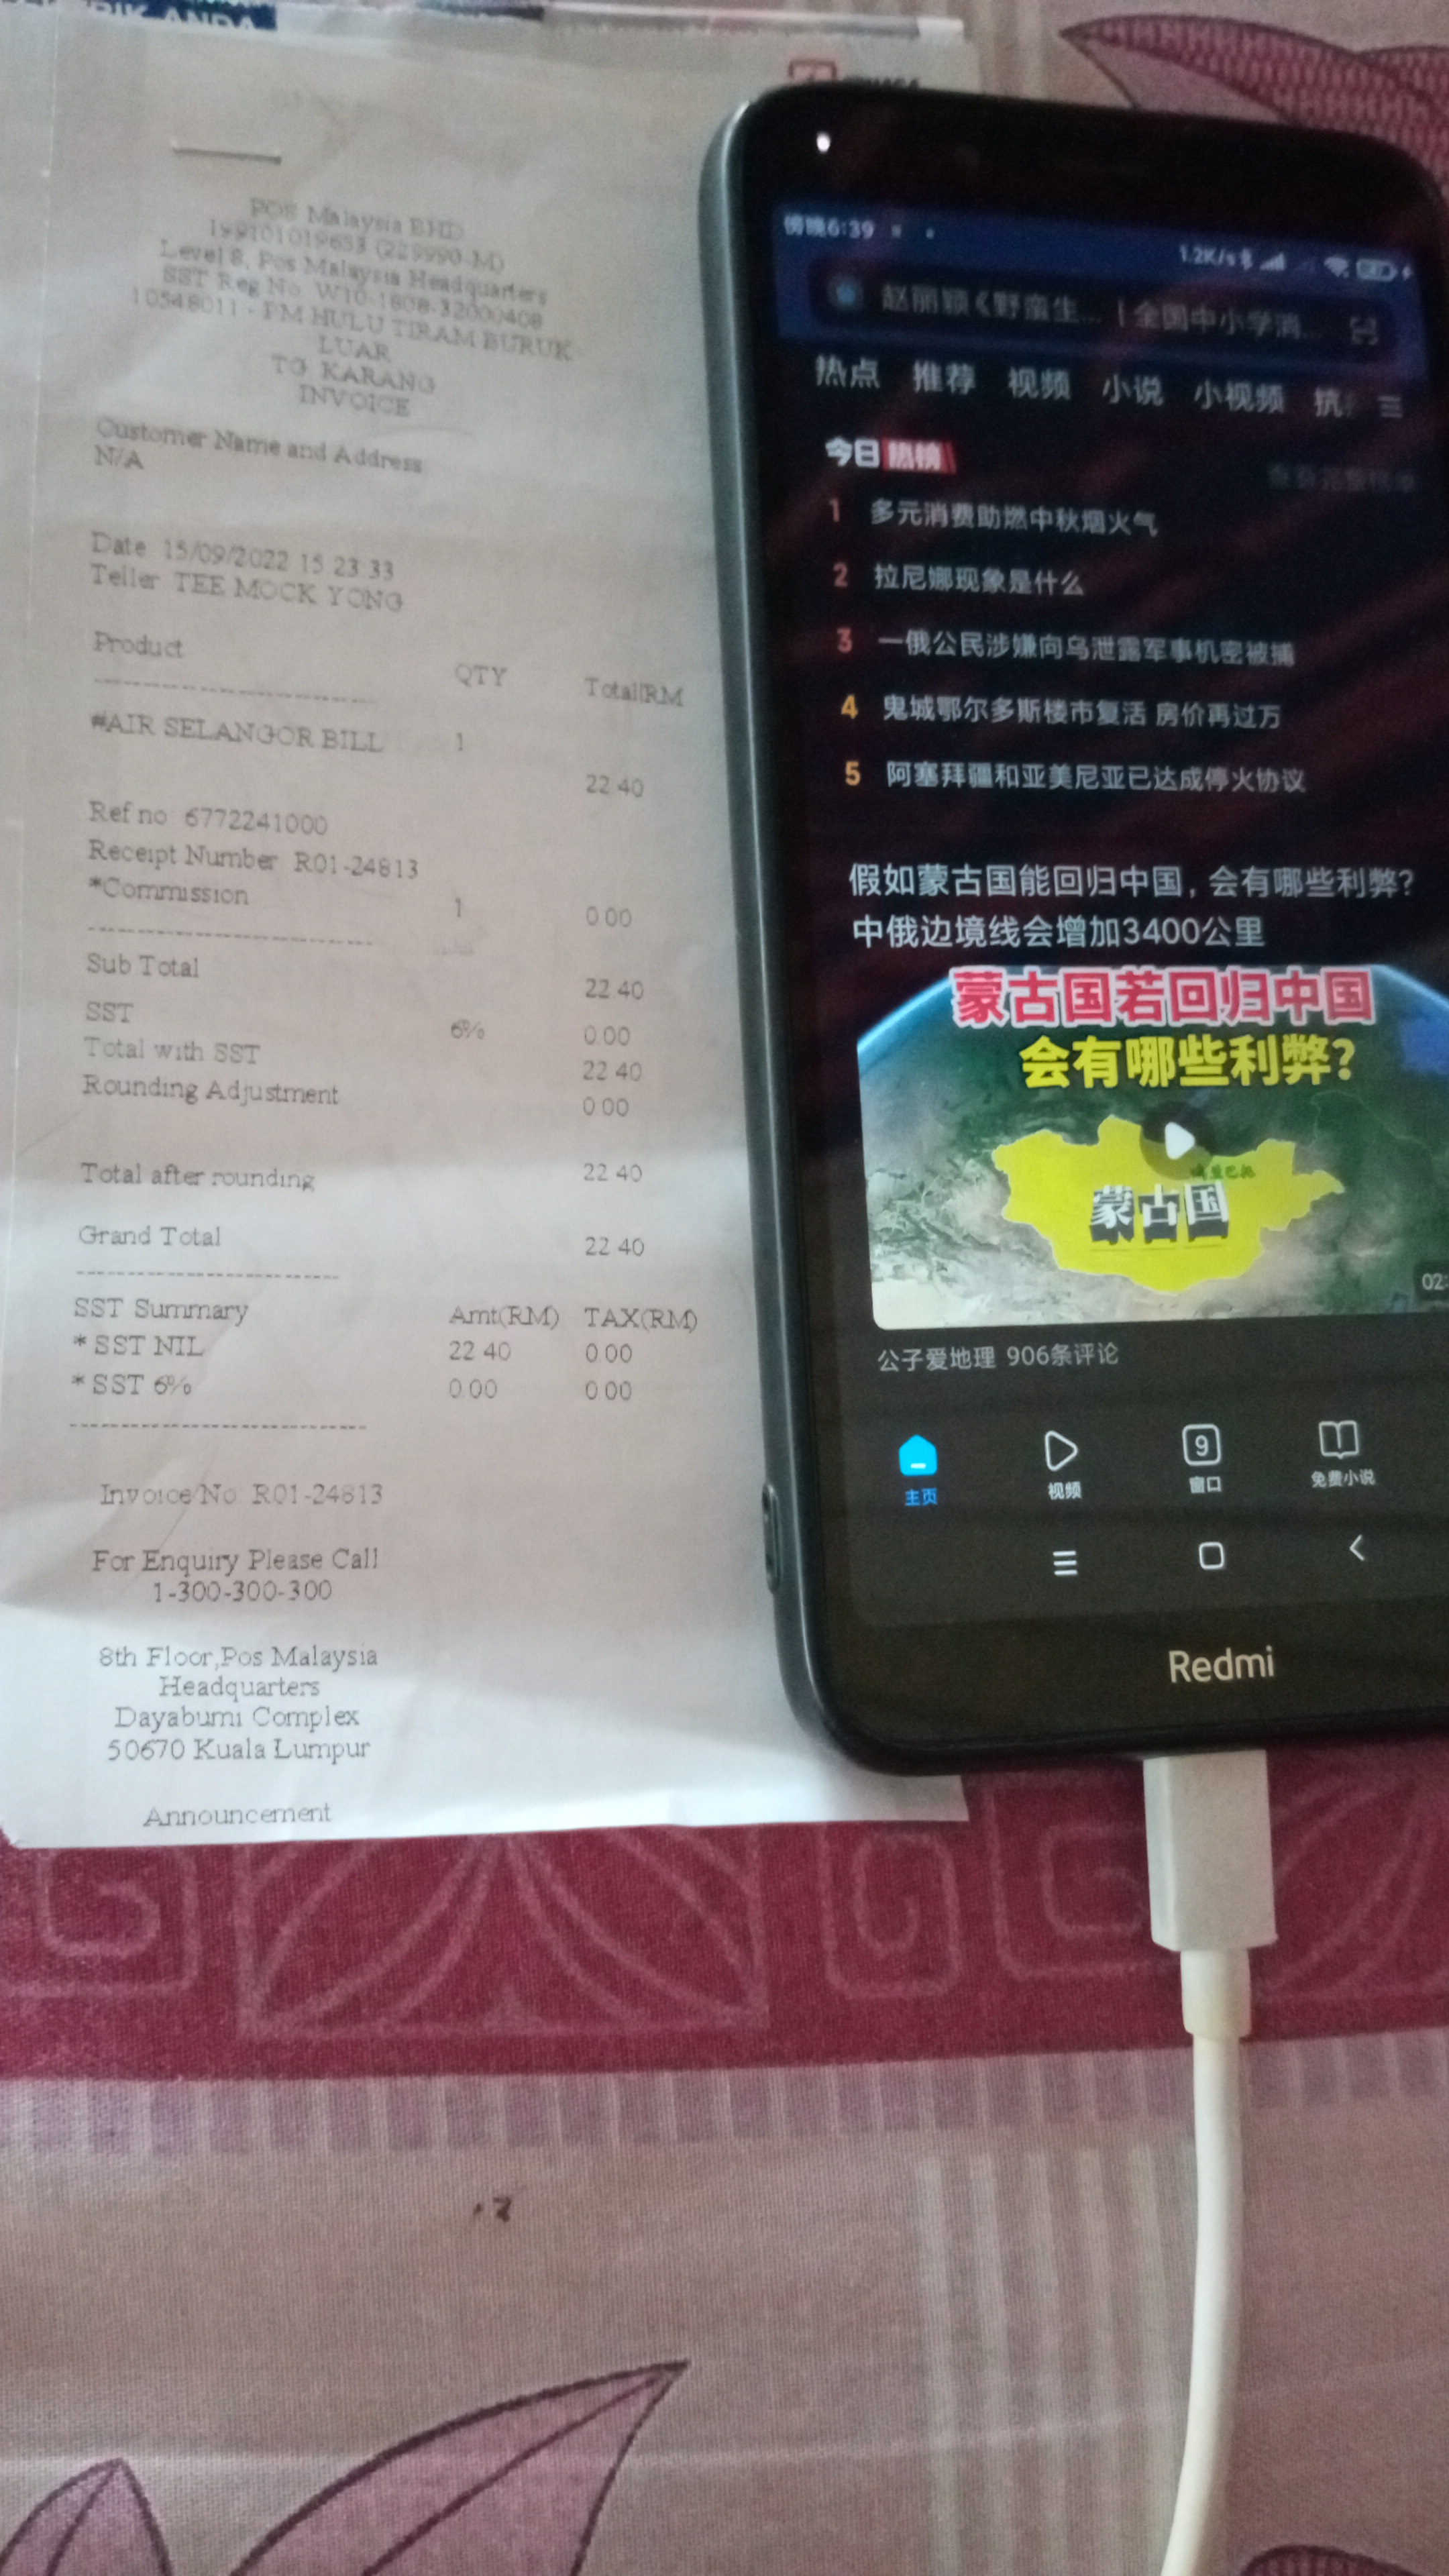 POS Malaysia BHD
199101019653 (229990-M)
Level 8, Pos Malaysia Headquarters
SST Reg No W10-1808-32000408
10548011 - PM HULU TIRAM BURUK-
LUAR
TG KARANG
INVOICE
Customer Name and Address
N/A
Date 15/09/2022 15 23 33
Teller TEE MOCK YONG
Product QTY Total(RM
#AIR SELANGOR BILL 1
22 40
Ref no 6772241000
Receipt Number R01-24813
*Commission 1 0 00
Sub Total 22 40
SST 6% 0.00
Total with SST 22 40
Rounding Adjustment 0 00
Total after rounding 22 40
Grand Total 22 40
SST Summary Amt(RM) TAX(RM)
* SST NIL 22 40 0 00
* SST 6% 0.00 0 00
Invoice No R01-24813
For Enquiry Please Call
1-300-300-300
8th Floor,Pos Malaysia
Headquarters
Dayabumi Complex
50670 Kuala Lumpur
Announcement
傍晚6:39
1.2K/s
赵丽颖《野蛮生... | 全国中小学消...
热点 推荐 视频 小说 小视频 抗
今日热榜
1 多元消费助燃中秋烟火气
2 拉尼娜现象是什么
3 一俄公民涉嫌向乌泄露军事机密被捕
4 鬼城鄂尔多斯楼市复活 房价再过万
5 阿塞拜疆和亚美尼亚已达成停火协议
假如蒙古国能回归中国，会有哪些利弊？
中俄边境线会增加3400公里
蒙古国若回归中国
会有哪些利弊？
蒙古国
02:
公子爱地理 906条评论
9
主页 视频 窗口 免费小说
Redmi